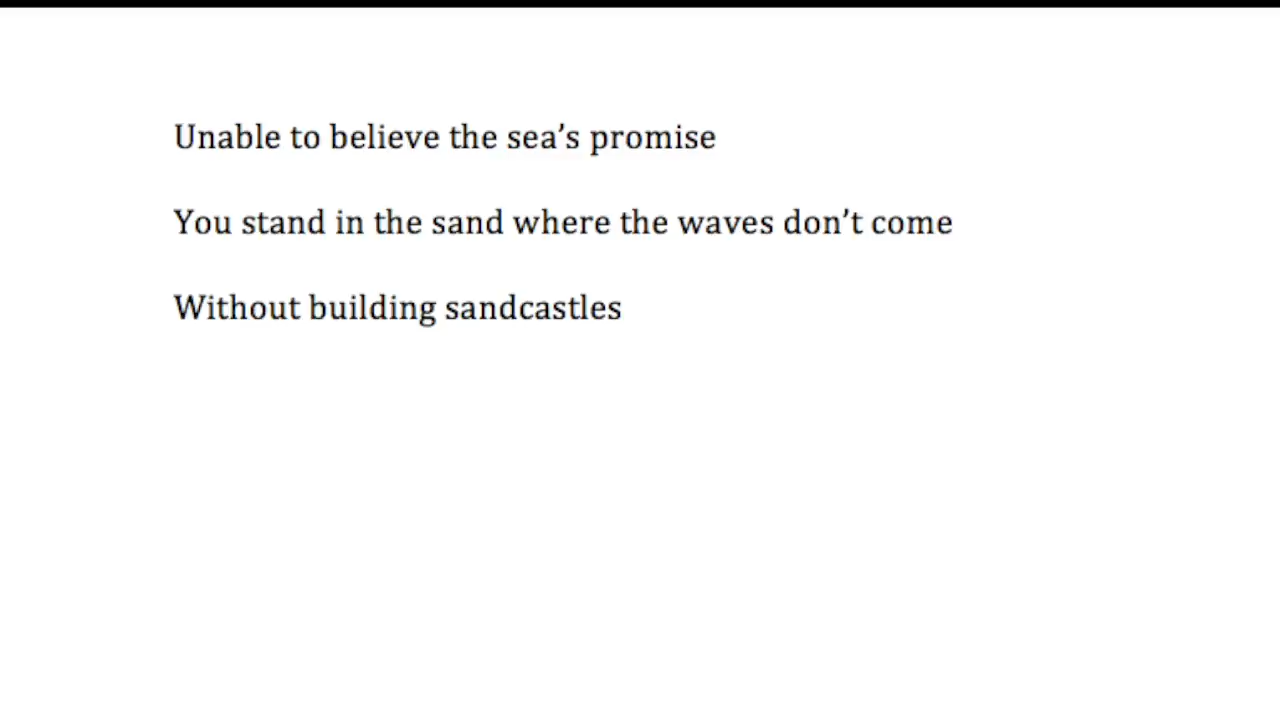 Unable to believe the sea’s promise
You stand in the sand where the waves don’t come
Without building sandcastles